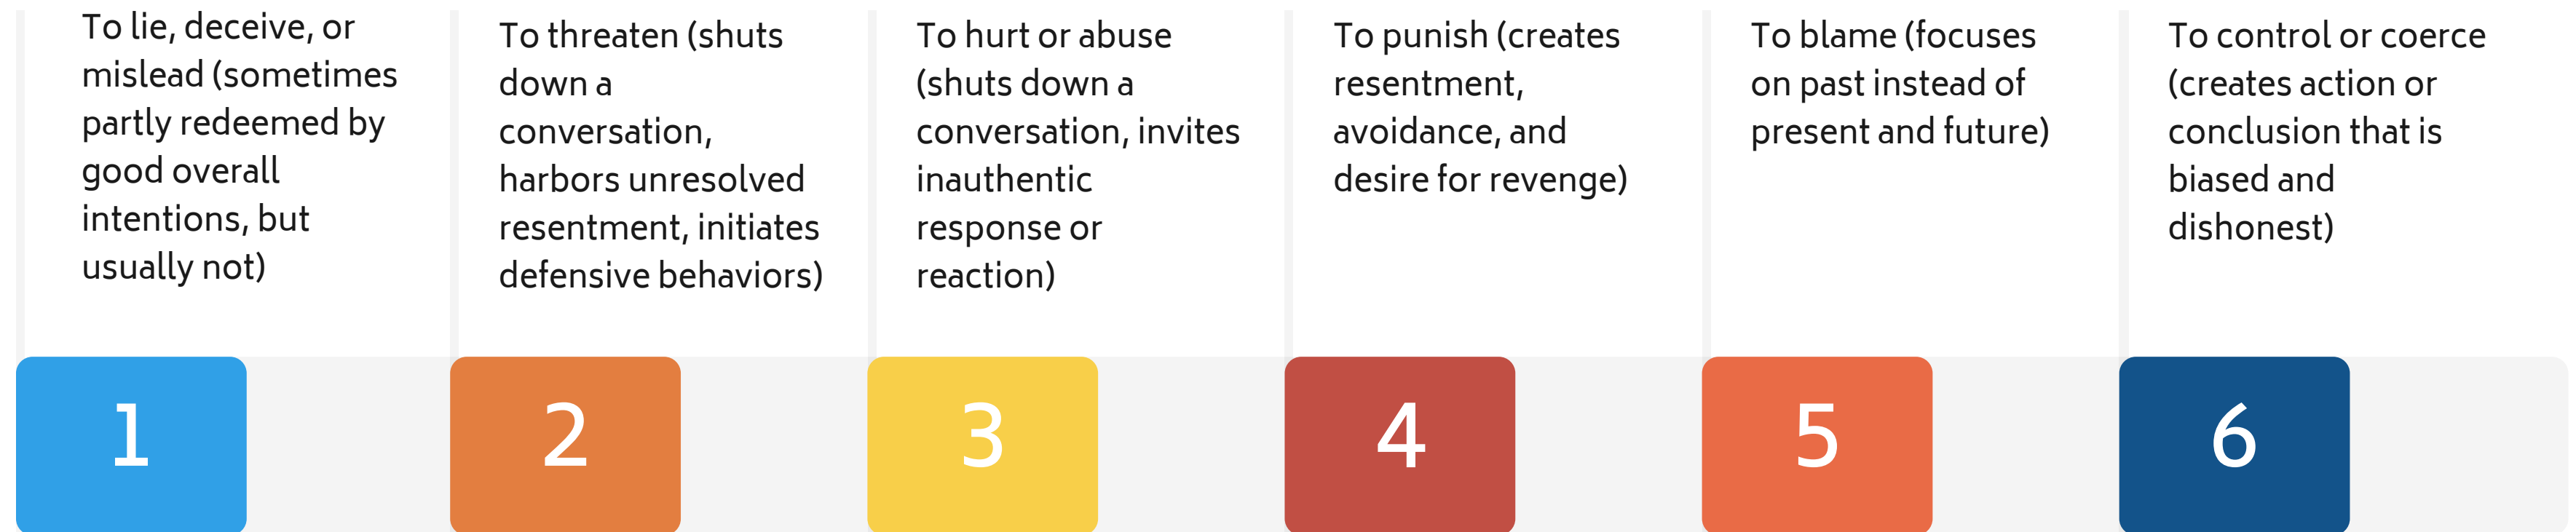 To lie, deceive, or
mislead (sometimes
partly redeemed by
good overall
intentions, but
usually not)
To threaten (shuts
down a
conversation,
harbors unresolved
resentment, initiates
defensive behaviors)
To hurt or abuse
(shuts down a
conversation, invites
inauthentic
response or
reaction)
To punish (creates
resentment,
avoidance, and
desire for revenge)
To blame (focuses
on past instead of
present and future)
To control or coerce
(creates action or
conclusion that is
biased and
dishonest)
1
2
3
4
5
6